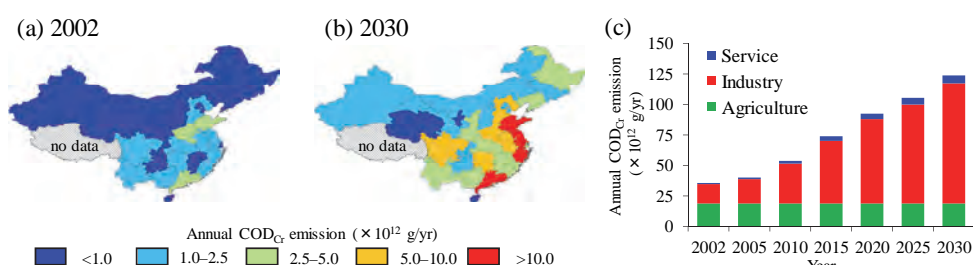 (a) 2002
no data
(b) 2030
no data
Annual COD_Cr emission (×10^12 g/yr)
<1.0
1.0–2.5
2.5–5.0
5.0–10.0
>10.0
(c)
Annual COD_Cr emission
(×10^12 g/yr)
150
125
100
75
50
25
0
Service
Industry
Agriculture
2002 2005 2010 2015 2020 2025 2030
Year